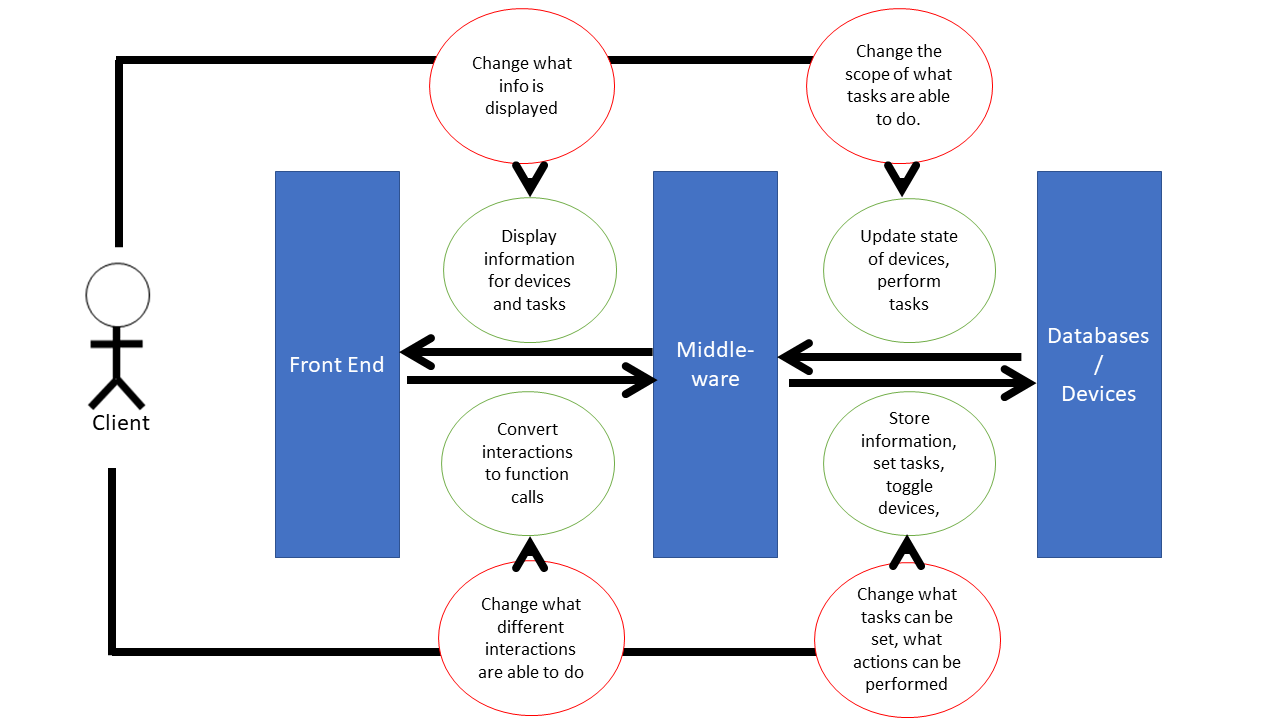 Change what
info is
displayed
Change the
scope of what
tasks are able
to do.
Display
information
for devices
and tasks
Update state
of devices,
perform
tasks
Front End
Middle-
ware
Databases
/
Devices
Client
Convert
interactions
to function
calls
Store
information,
set tasks,
toggle
devices,
Change what
different
interactions
are able to do
Change what
tasks can be
set, what
actions can be
performed